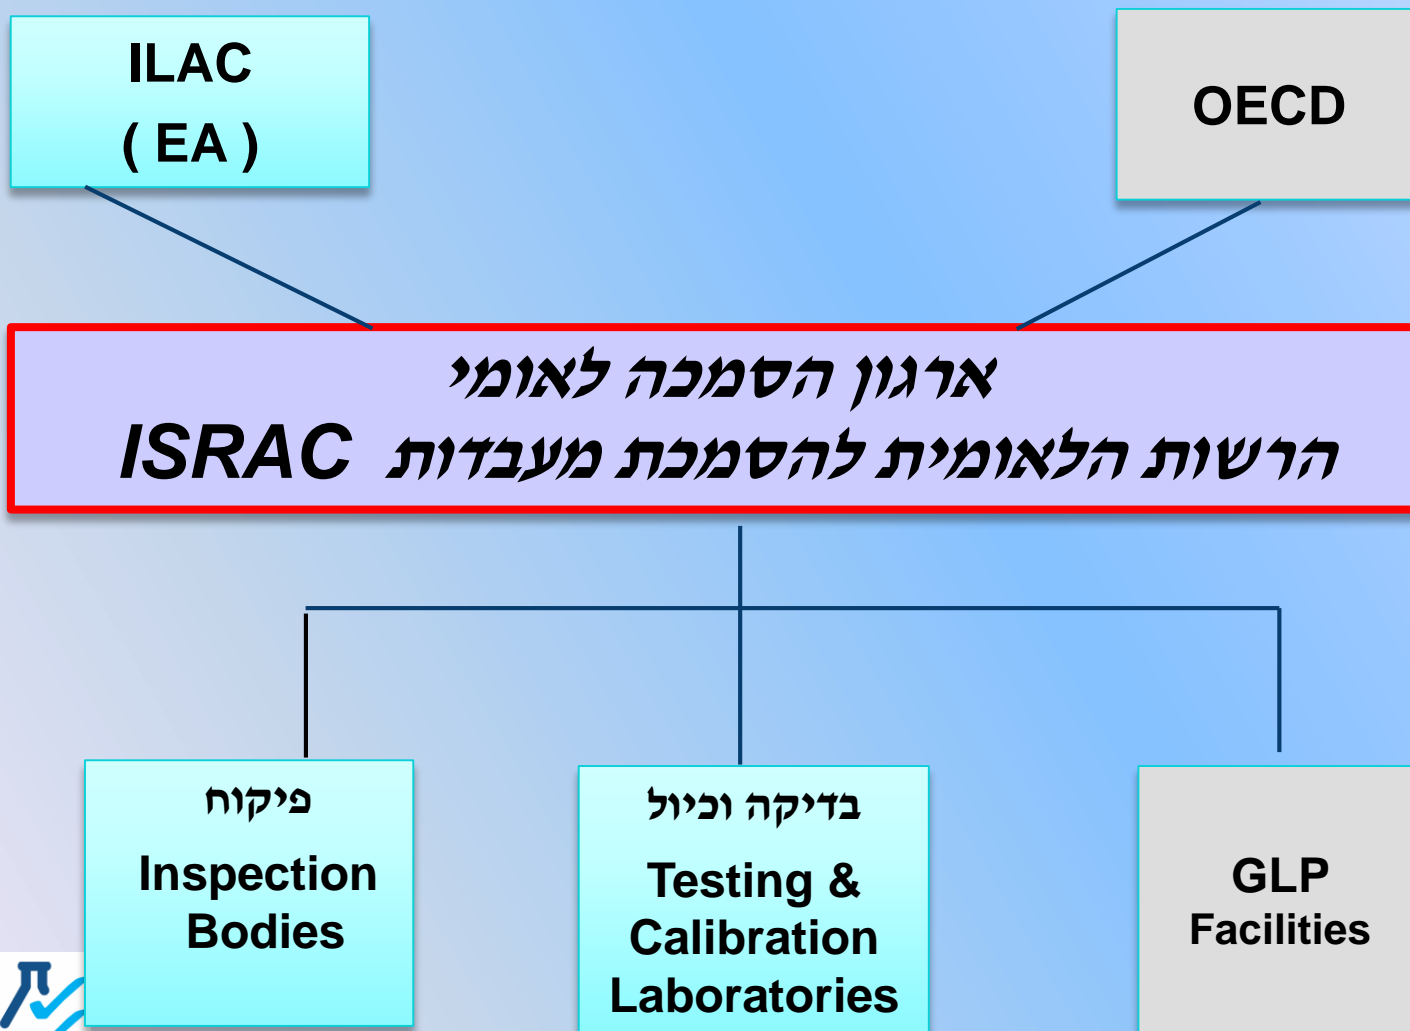 ILAC
( EA )
OECD
ארגון הסמכה לאומי
הרשות הלאומית להסמכת מעבדות ISRAC
פיקוח
Inspection
Bodies
בדיקה וכיול
Testing &
Calibration
Laboratories
GLP
Facilities